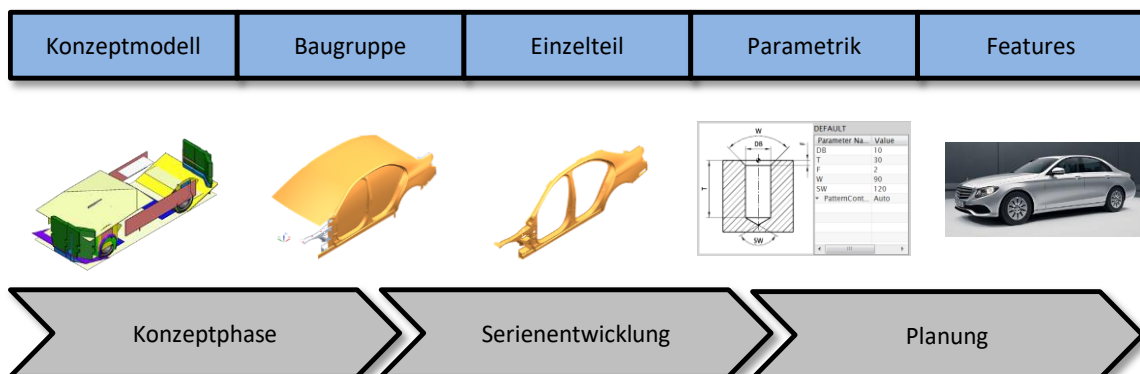 Konzeptmodell
Baugruppe
Einzelteil
Parametrik
Features
W
DB
F
T
SW
DEFAULT
Parameter Na... Value
DB 10
T 30
F 2
W 90
SW 120
PatternCont... Auto
Konzeptphase
Serienentwicklung
Planung